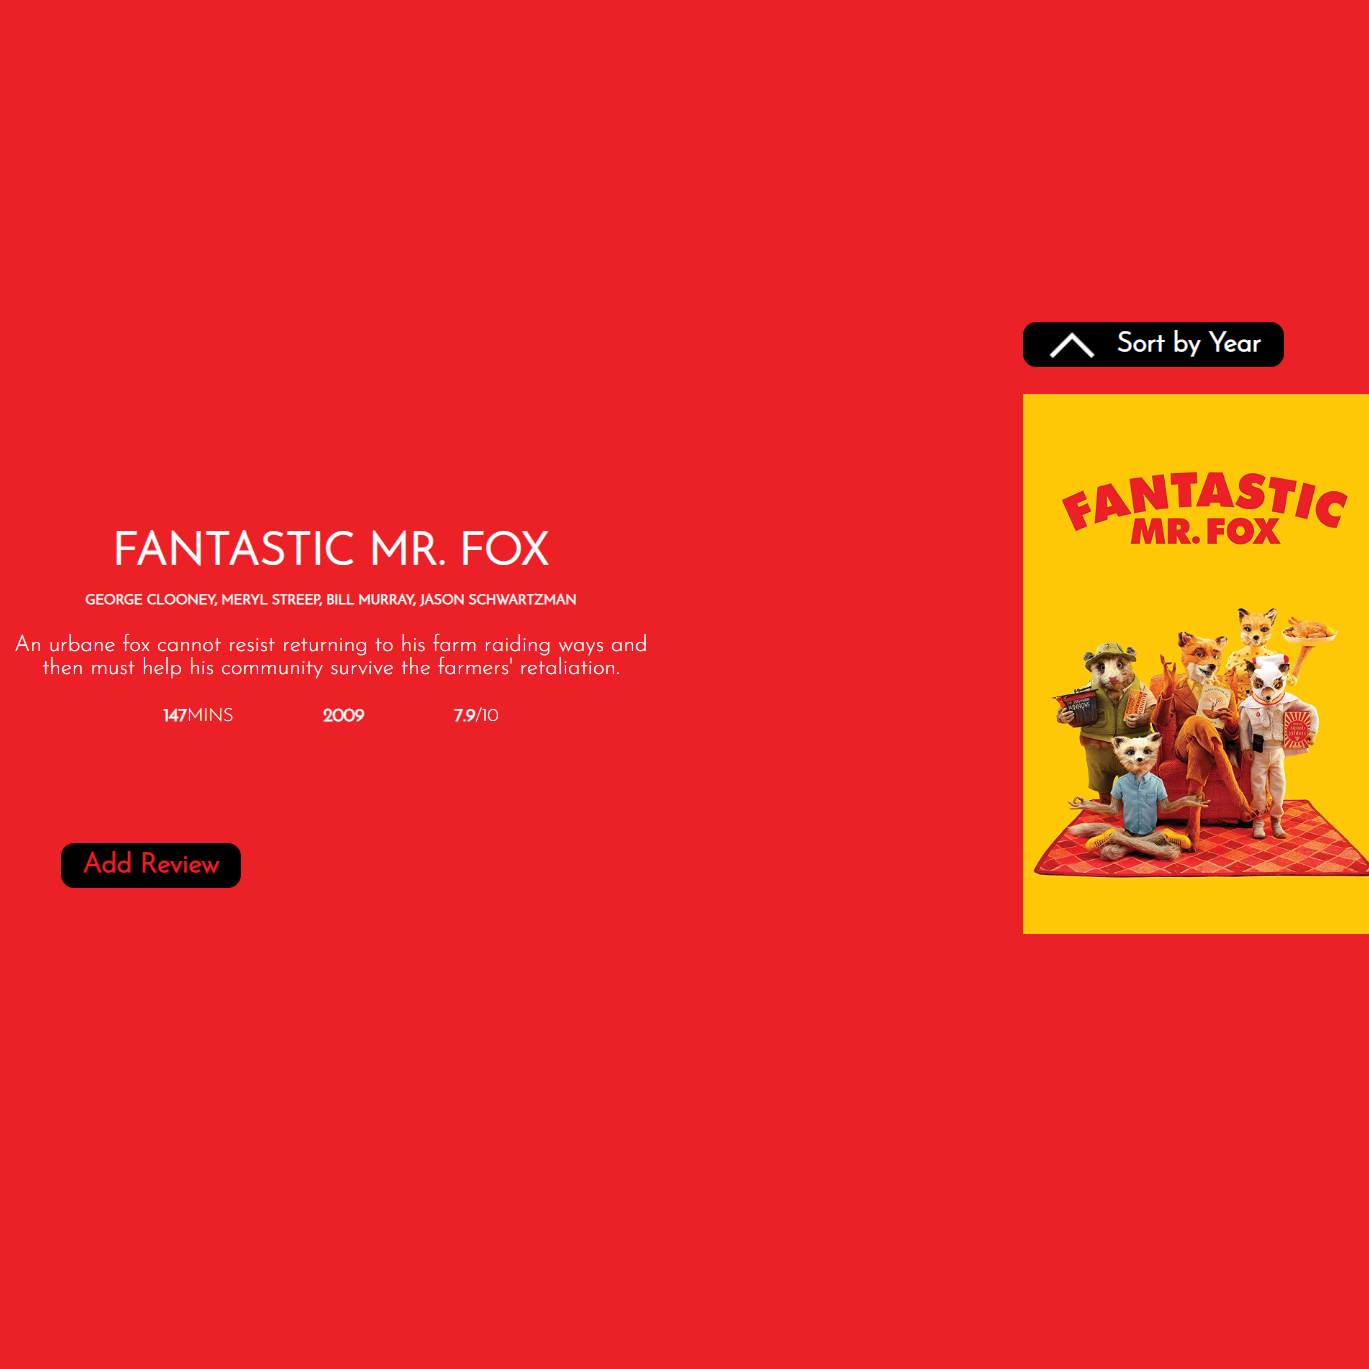 Sort by Year
FANTASTIC
MR. FOX
FANTASTIC MR. FOX
GEORGE CLOONEY, MERYL STREEP, BILL MURRAY, JASON SCHWARTZMAN
An urbane fox cannot resist returning to his farm raiding ways and
then must help his community survive the farmers' retaliation.
147MINS 2009 7.9/10
Add Review